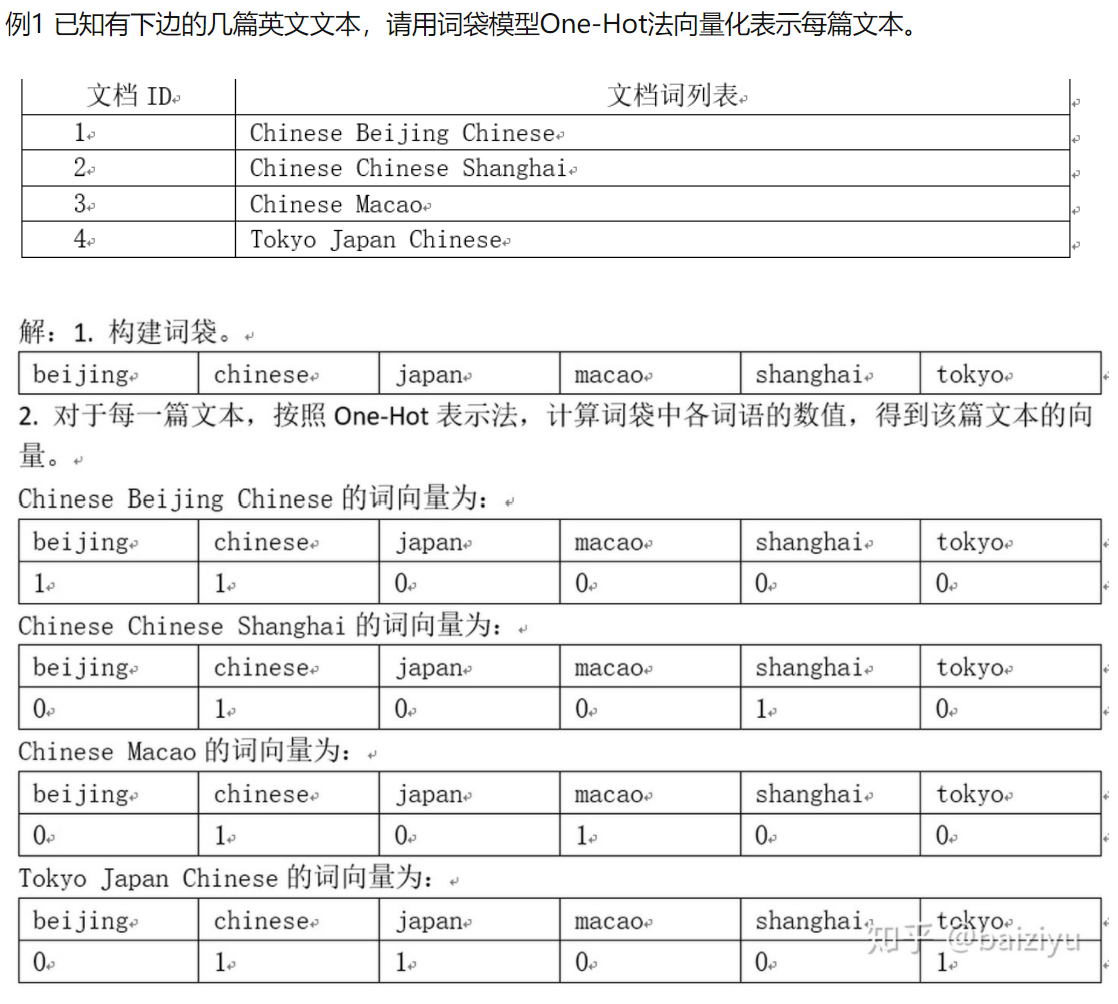 例1 已知有下边的几篇英文文本，请用词袋模型One-Hot法向量化表示每篇文本。
文档 ID 文档词列表
1 Chinese Beijing Chinese
2 Chinese Chinese Shanghai
3 Chinese Macao
4 Tokyo Japan Chinese
解：1. 构建词袋。
beijing chinese japan macao shanghai tokyo
2. 对于每一篇文本，按照 One-Hot 表示法，计算词袋中各词语的数值，得到该篇文本的向
量。
Chinese Beijing Chinese 的词向量为：
beijing chinese japan macao shanghai tokyo
1 1 0 0 0 0
Chinese Chinese Shanghai 的词向量为：
beijing chinese japan macao shanghai tokyo
0 1 0 0 1 0
Chinese Macao 的词向量为：
beijing chinese japan macao shanghai tokyo
0 1 0 1 0 0
Tokyo Japan Chinese 的词向量为：
beijing chinese japan macao shanghai tokyo
0 1 1 0 0 1
知乎 @baiziyu